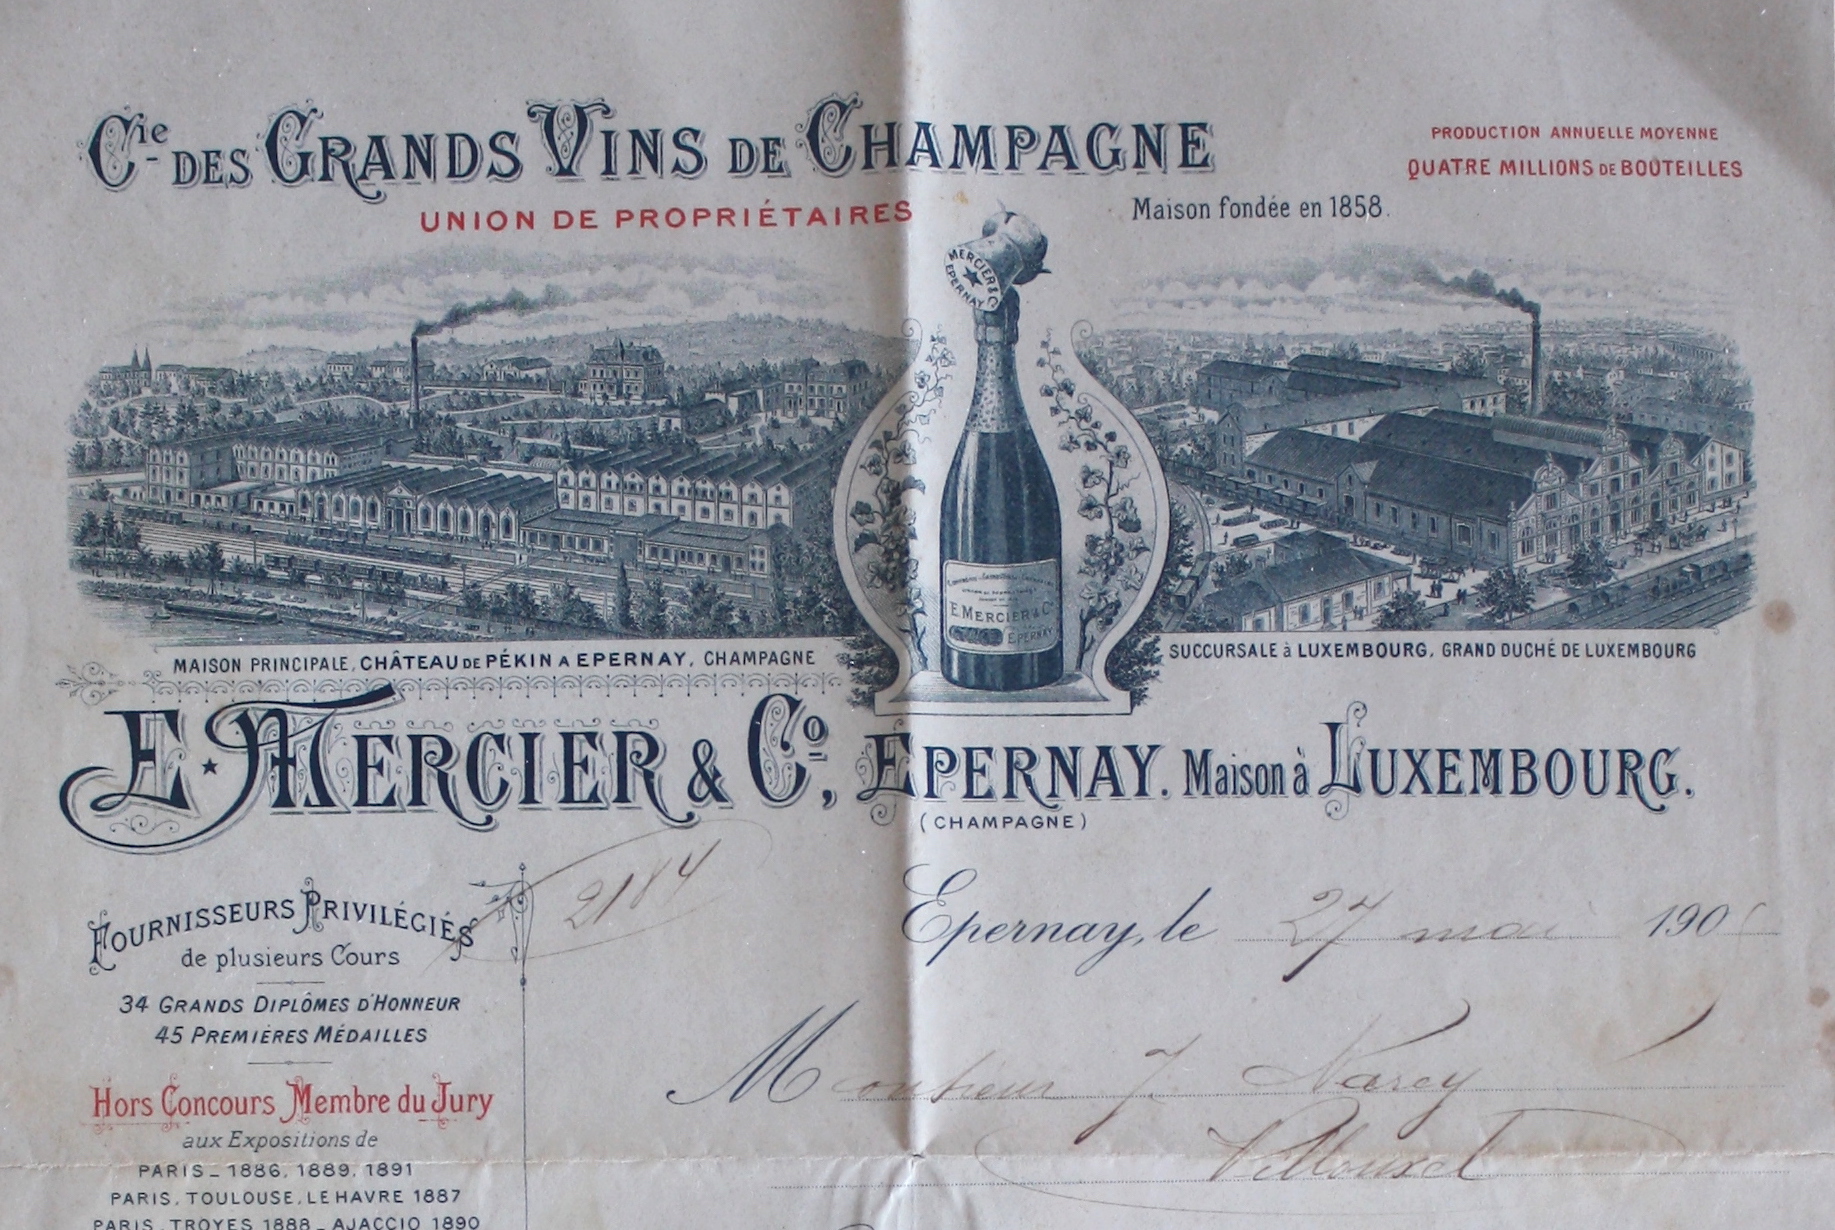 Cie DES GRANDS VINS DE CHAMPAGNE
UNION DE PROPRIÉTAIRES
PRODUCTION ANNUELLE MOYENNE
QUATRE MILLIONS DE BOUTEILLES
Maison fondée en 1858.
MERCIER & Co
EPERNAY
E. MERCIER & Co
EPERNAY
MAISON PRINCIPALE, CHÂTEAU DE PÉKIN A EPERNAY, CHAMPAGNE
SUCCURSALE à LUXEMBOURG, GRAND DUCHÉ DE LUXEMBOURG
E. MERCIER & Co, EPERNAY. Maison à LUXEMBOURG.
(CHAMPAGNE)
2184
FOURNISSEURS PRIVILÉGIÉS
de plusieurs Cours
34 GRANDS DIPLÔMES D'HONNEUR
45 PREMIÈRES MÉDAILLES
HORS CONCOURS MEMBRE DU JURY
aux Expositions de
PARIS - 1886, 1889, 1891
PARIS, TOULOUSE, LE HAVRE 1887
PARIS, TROYES 1888 - AJACCIO 1890
Epernay, le 27 mai 190
Monsieur J. Narcy